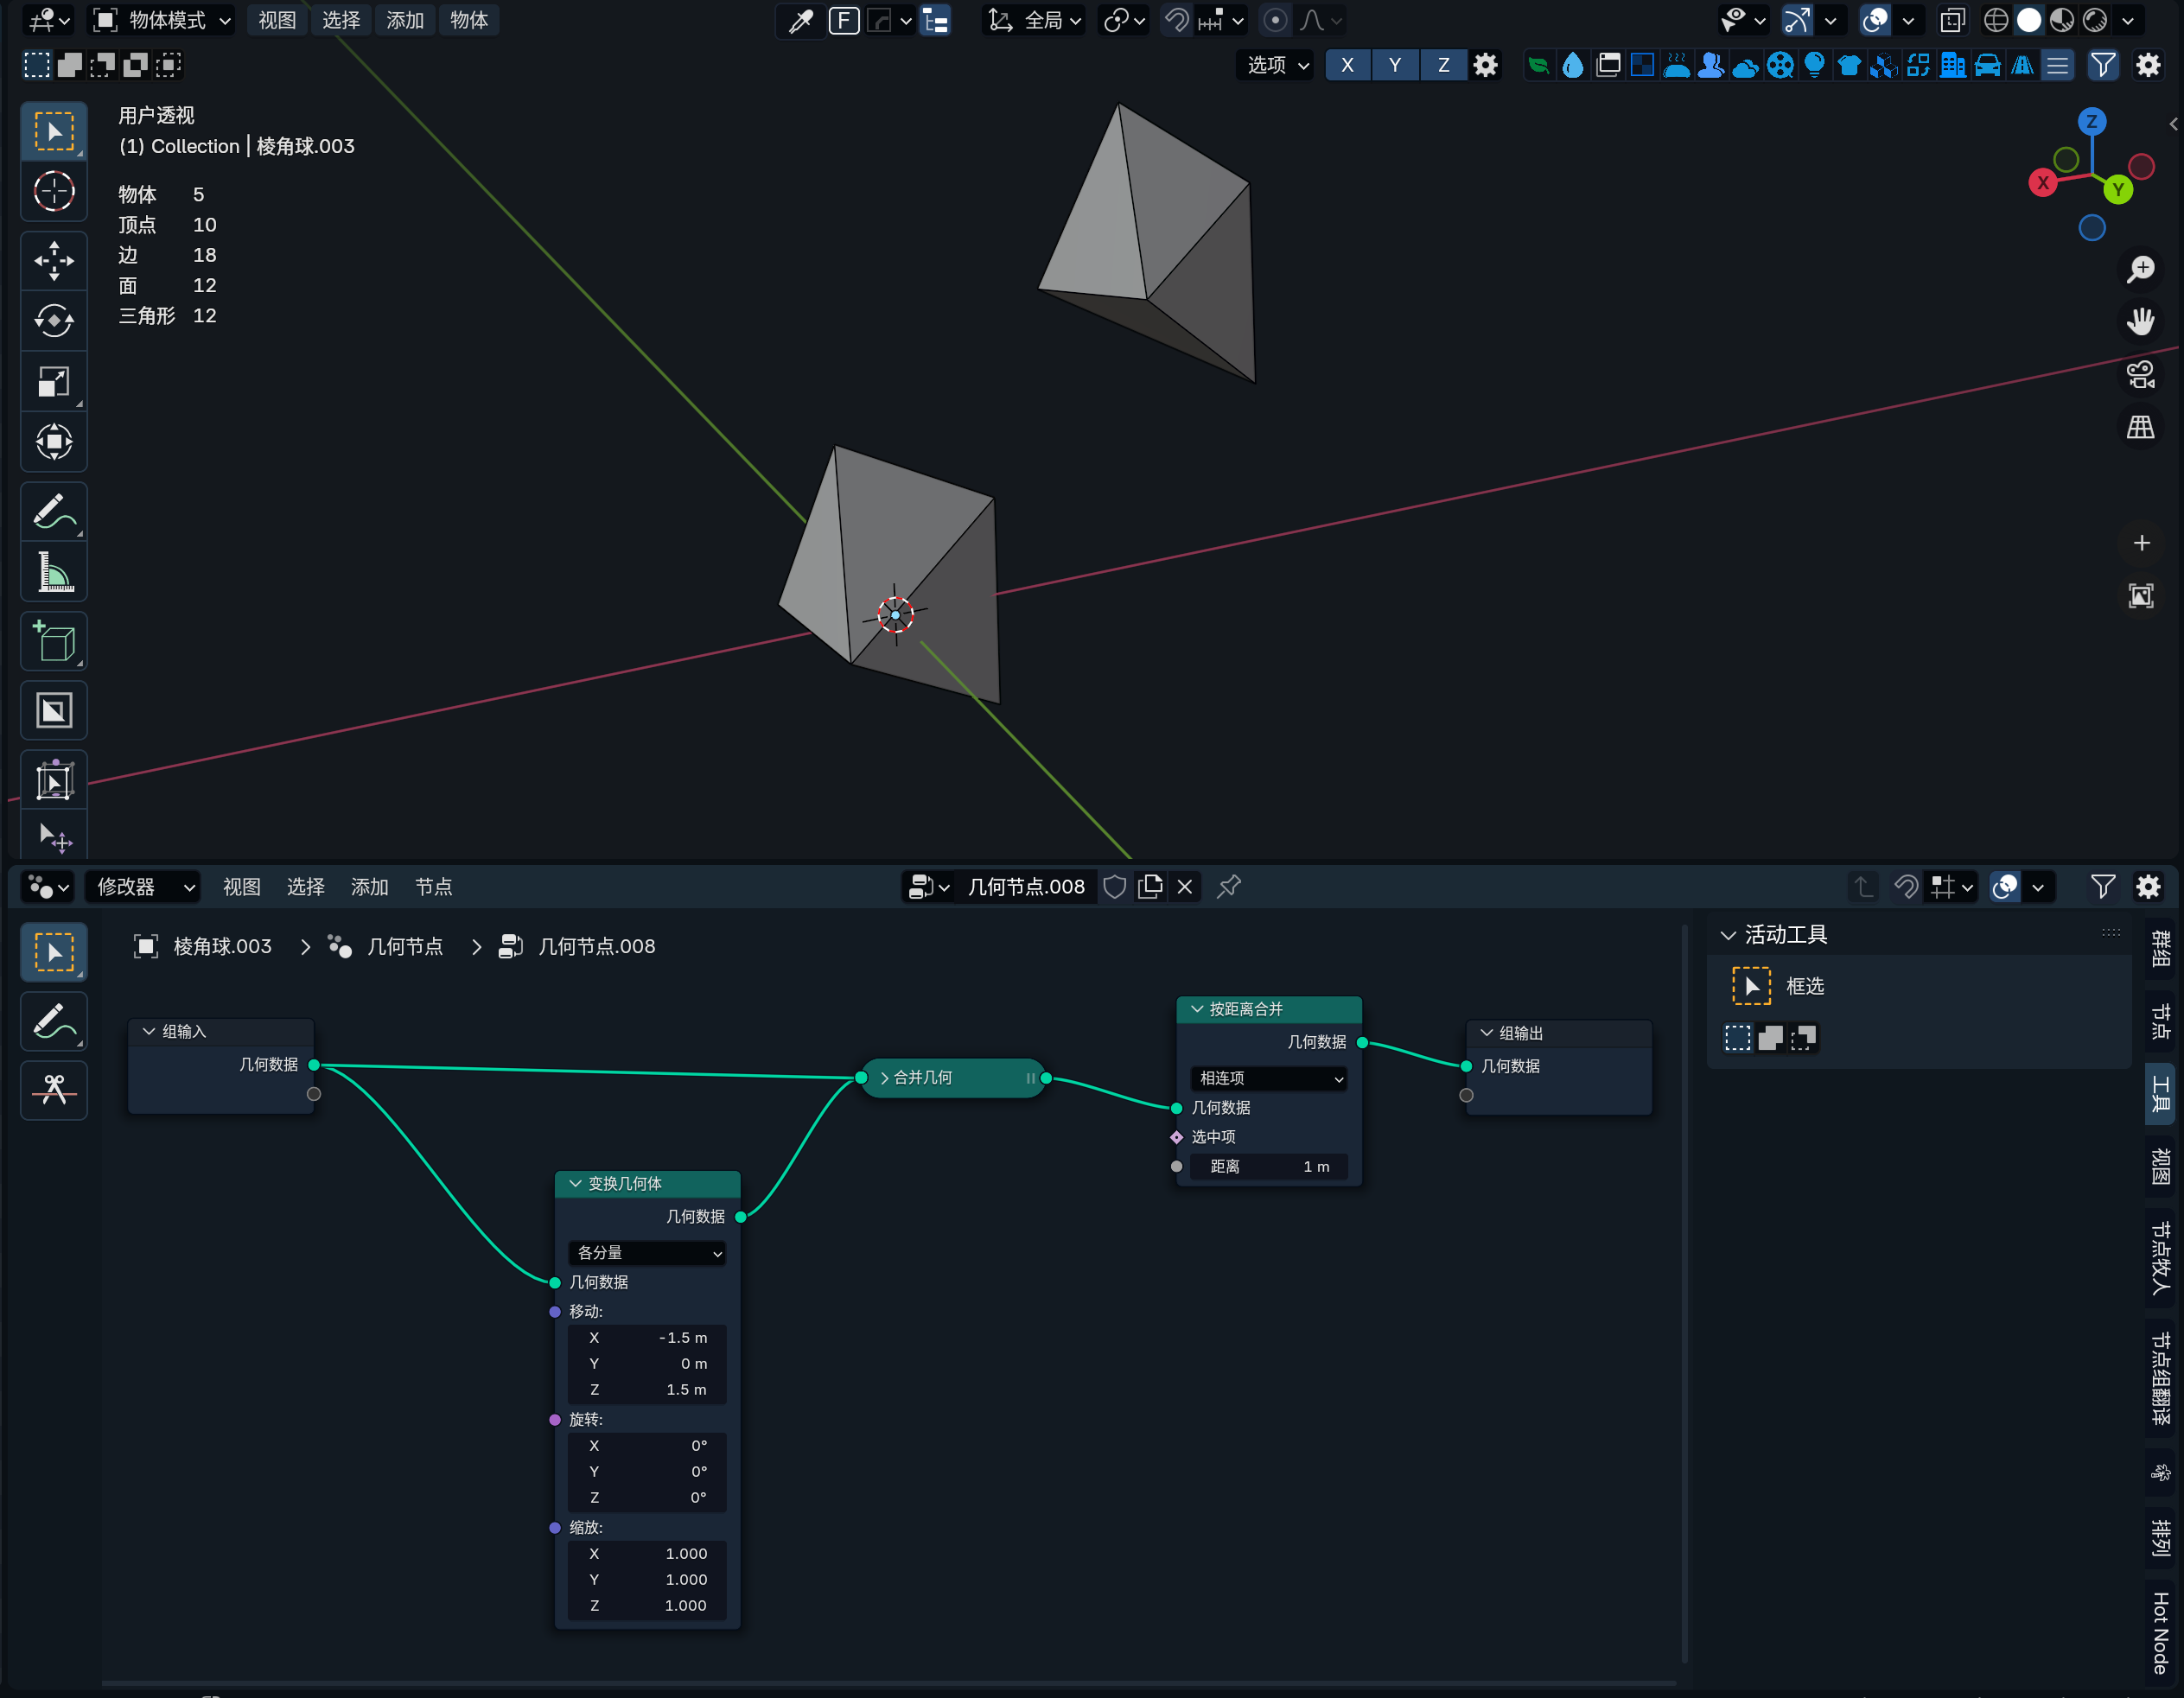 物体模式 视图 选择 添加 物体 F 全局
选项 X Y Z
用户透视
(1) Collection | 棱角球.003
物体 5
顶点 10
边 18
面 12
三角形 12
Z
X
Y
修改器 视图 选择 添加 节点 几何节点.008
棱角球.003 > 几何节点 > 几何节点.008
组输入
几何数据
变换几何体
几何数据
各分量
几何数据
移动:
X -1.5 m
Y 0 m
Z 1.5 m
旋转:
X 0°
Y 0°
Z 0°
缩放:
X 1.000
Y 1.000
Z 1.000
合并几何
按距离合并
几何数据
相连项
几何数据
选中项
距离 1 m
组输出
几何数据
活动工具
框选
群组
节点
工具
视图
节点牧人
节点组翻译
排列
Hot Node